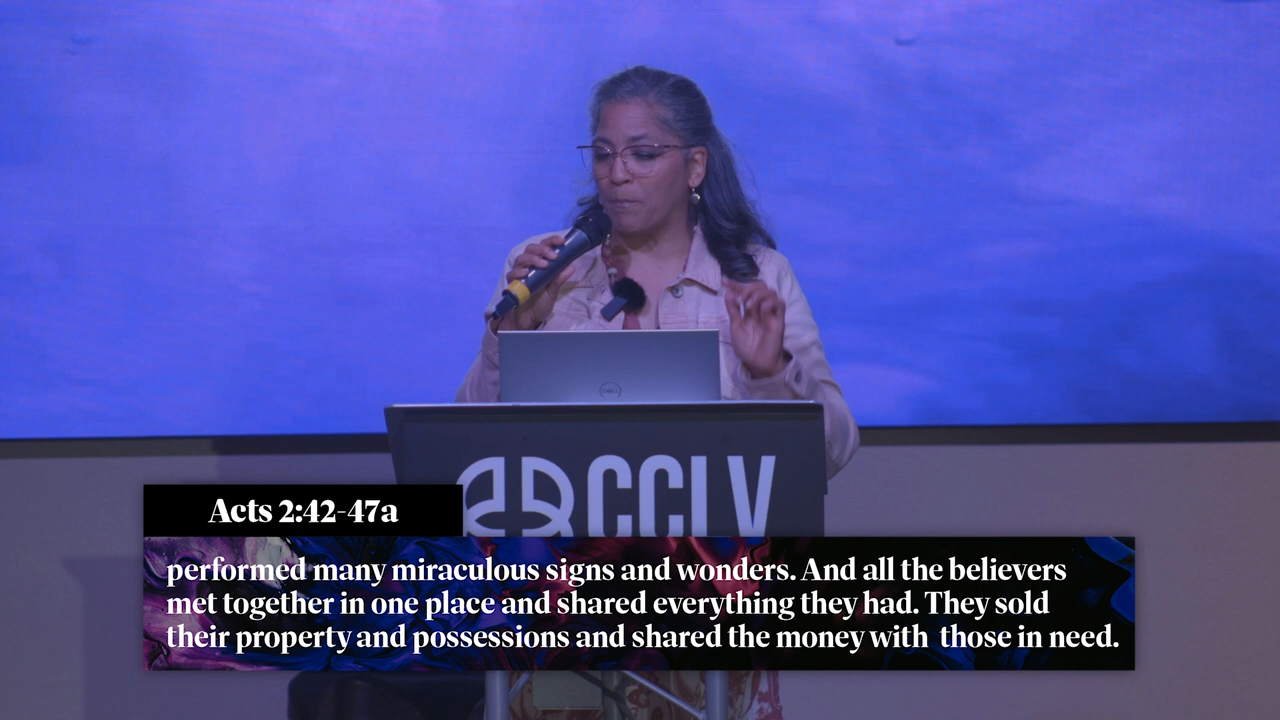 DELL
CCLV
Acts 2:42-47a
performed many miraculous signs and wonders. And all the believers
met together in one place and shared everything they had. They sold
their property and possessions and shared the money with  those in need.